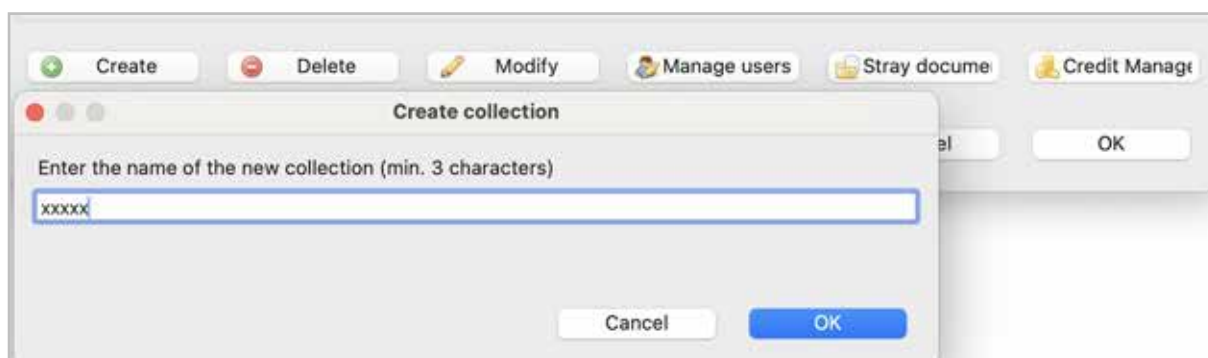 Create Delete Modify Manage users Stray docume Credit Manage
Create collection
el OK
Enter the name of the new collection (min. 3 characters)
xxxxx
Cancel OK